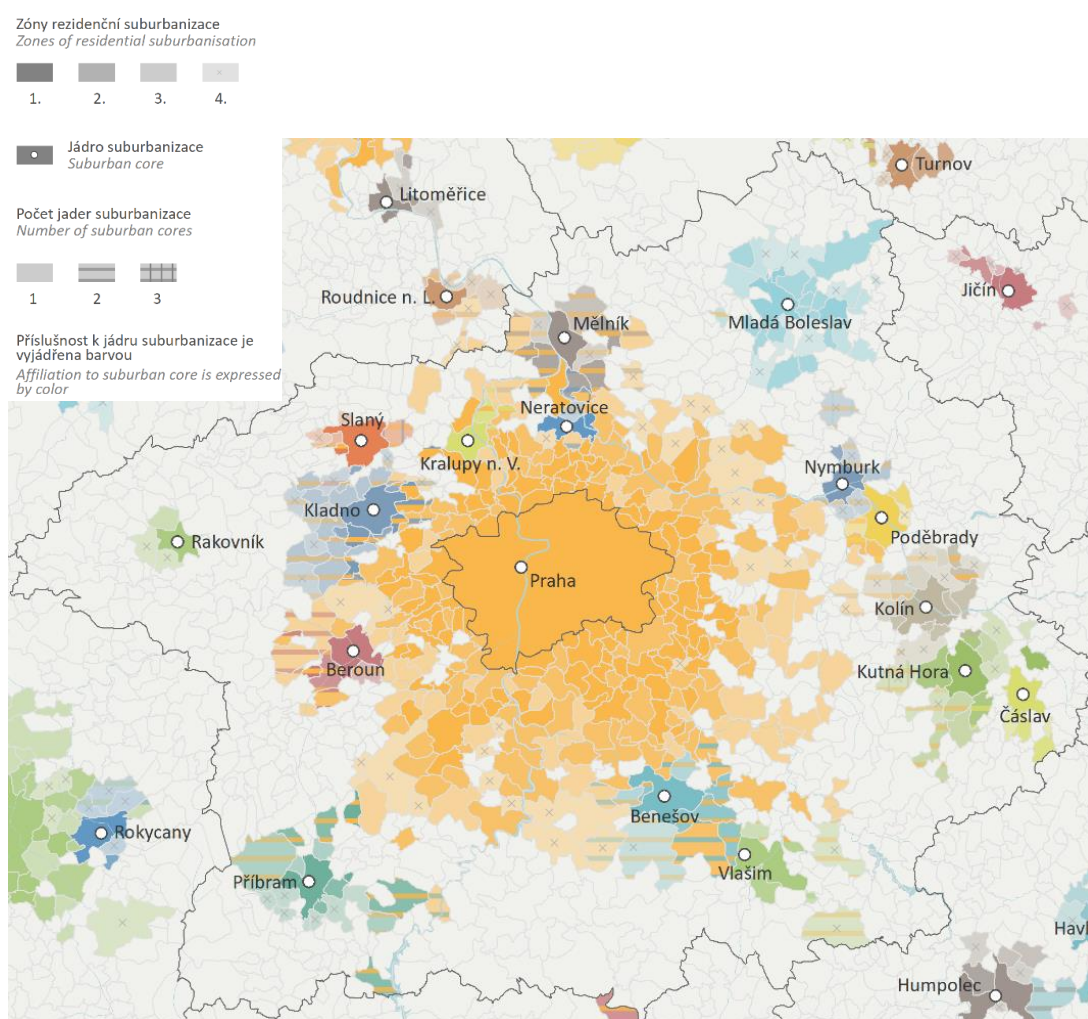 Zóny rezidenční suburbanizace
Zones of residential suburbanisation
1. 2. 3. 4.
Jádro suburbanizace
Suburban core
Počet jader suburbanizace
Number of suburban cores
1 2 3
Příslušnost k jádru suburbanizace je
vyjádřena barvou
Affiliation to suburban core is expressed
by color
Turnov
Litoměřice
Jičín
Roudnice n. L.
Mělník
Mladá Boleslav
Neratovice
Slaný
Kralupy n. V.
Nymburk
Kladno
Poděbrady
Rakovník
Praha
Kolín
Beroun
Kutná Hora
Čáslav
Benešov
Rokycany
Vlašim
Příbram
Havl
Humpolec